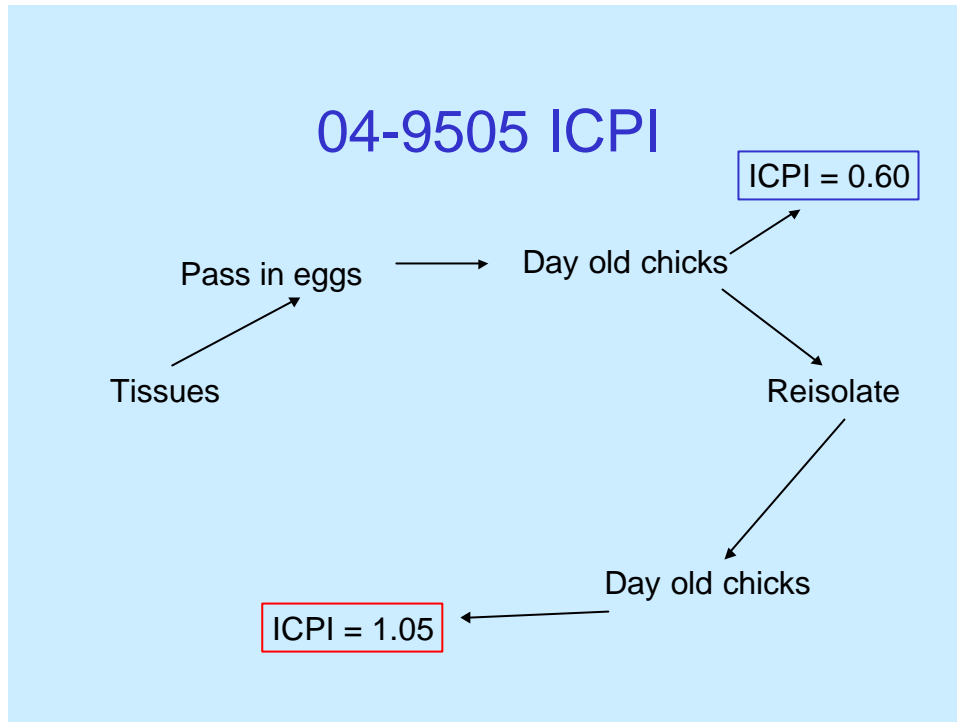 04-9505 ICPI
ICPI = 0.60
Day old chicks
Pass in eggs
Tissues
Reisolate
Day old chicks
ICPI = 1.05